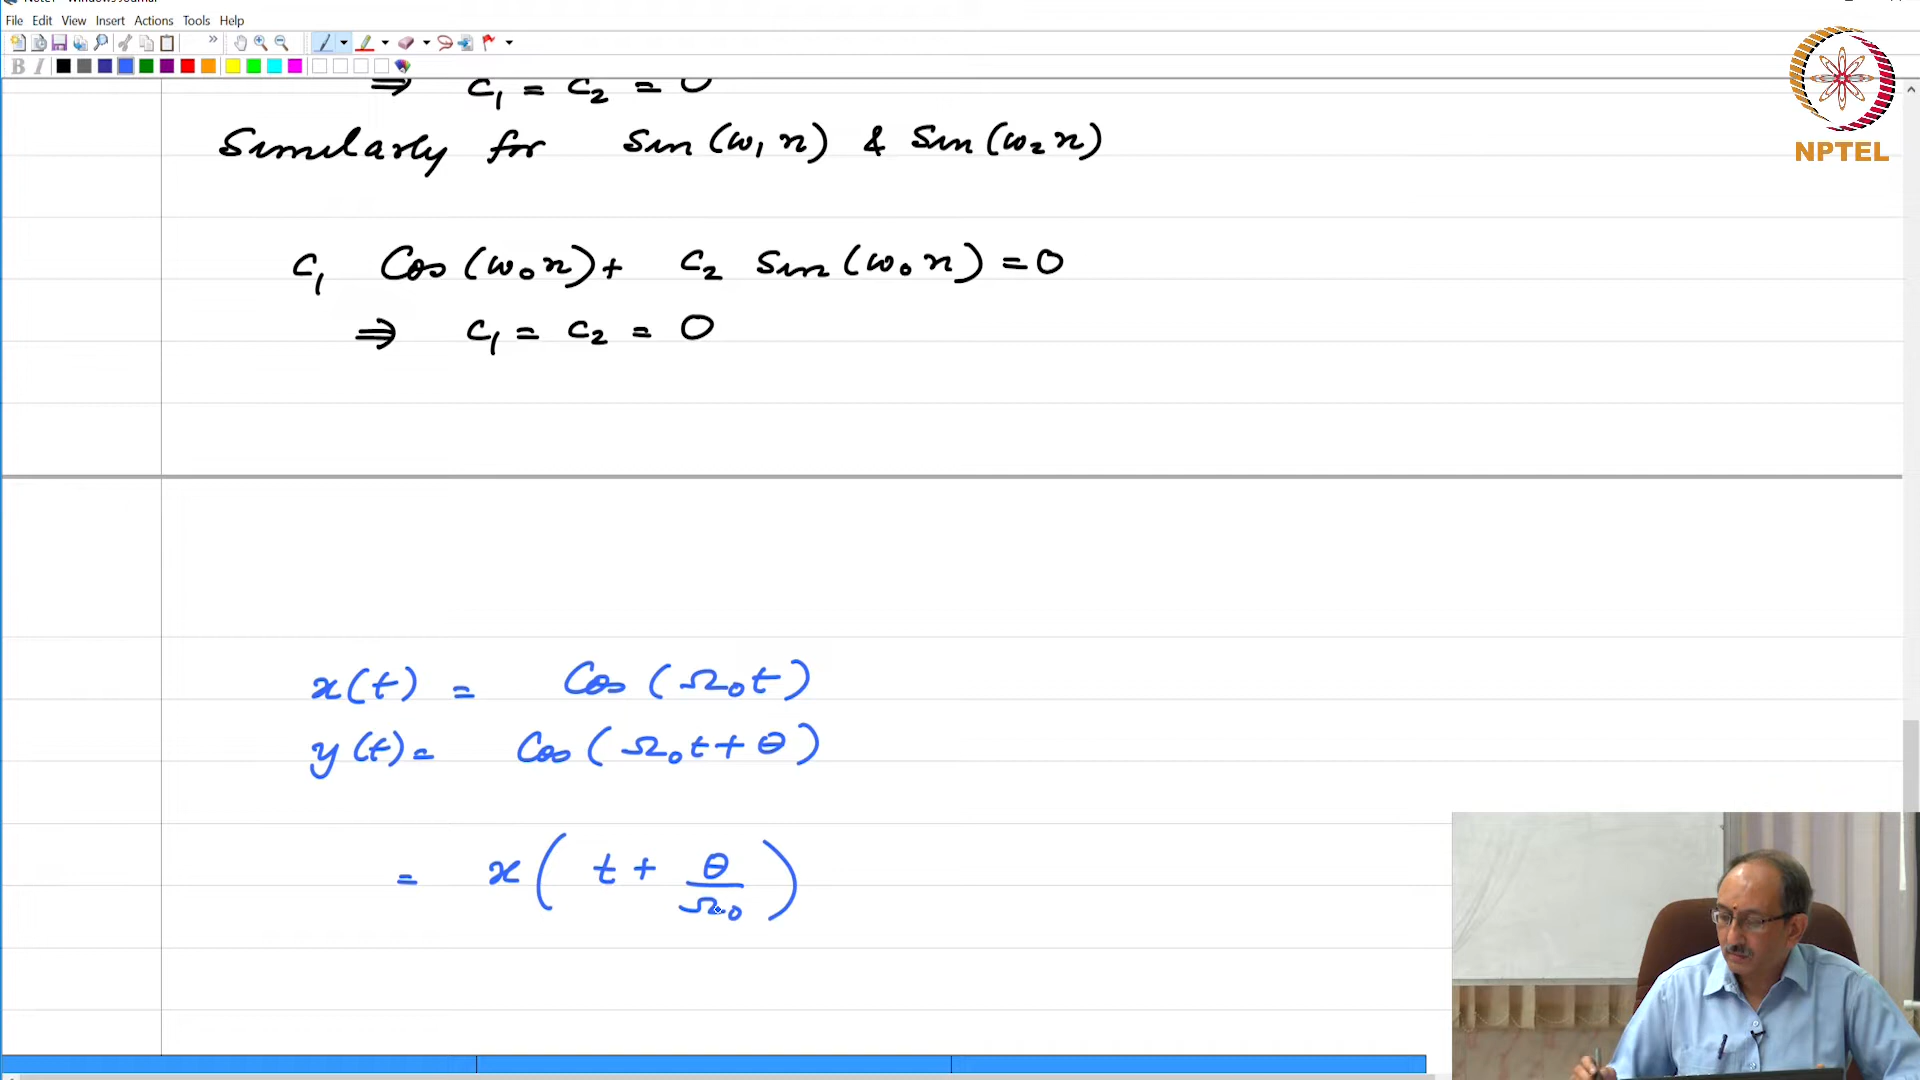 File Edit View Insert Actions Tools Help
NPTEL
⇒ c₁ = c₂ = 0
Similarly for Sin(ω₁n) & Sin(ω₂n)
c₁ Cos(ω₀n) + c₂ Sin(ω₀n) = 0
⇒ c₁ = c₂ = 0
x(t) = Cos(Ω₀t)
y(t) = Cos(Ω₀t + θ)
= x(t + θ/Ω₀)